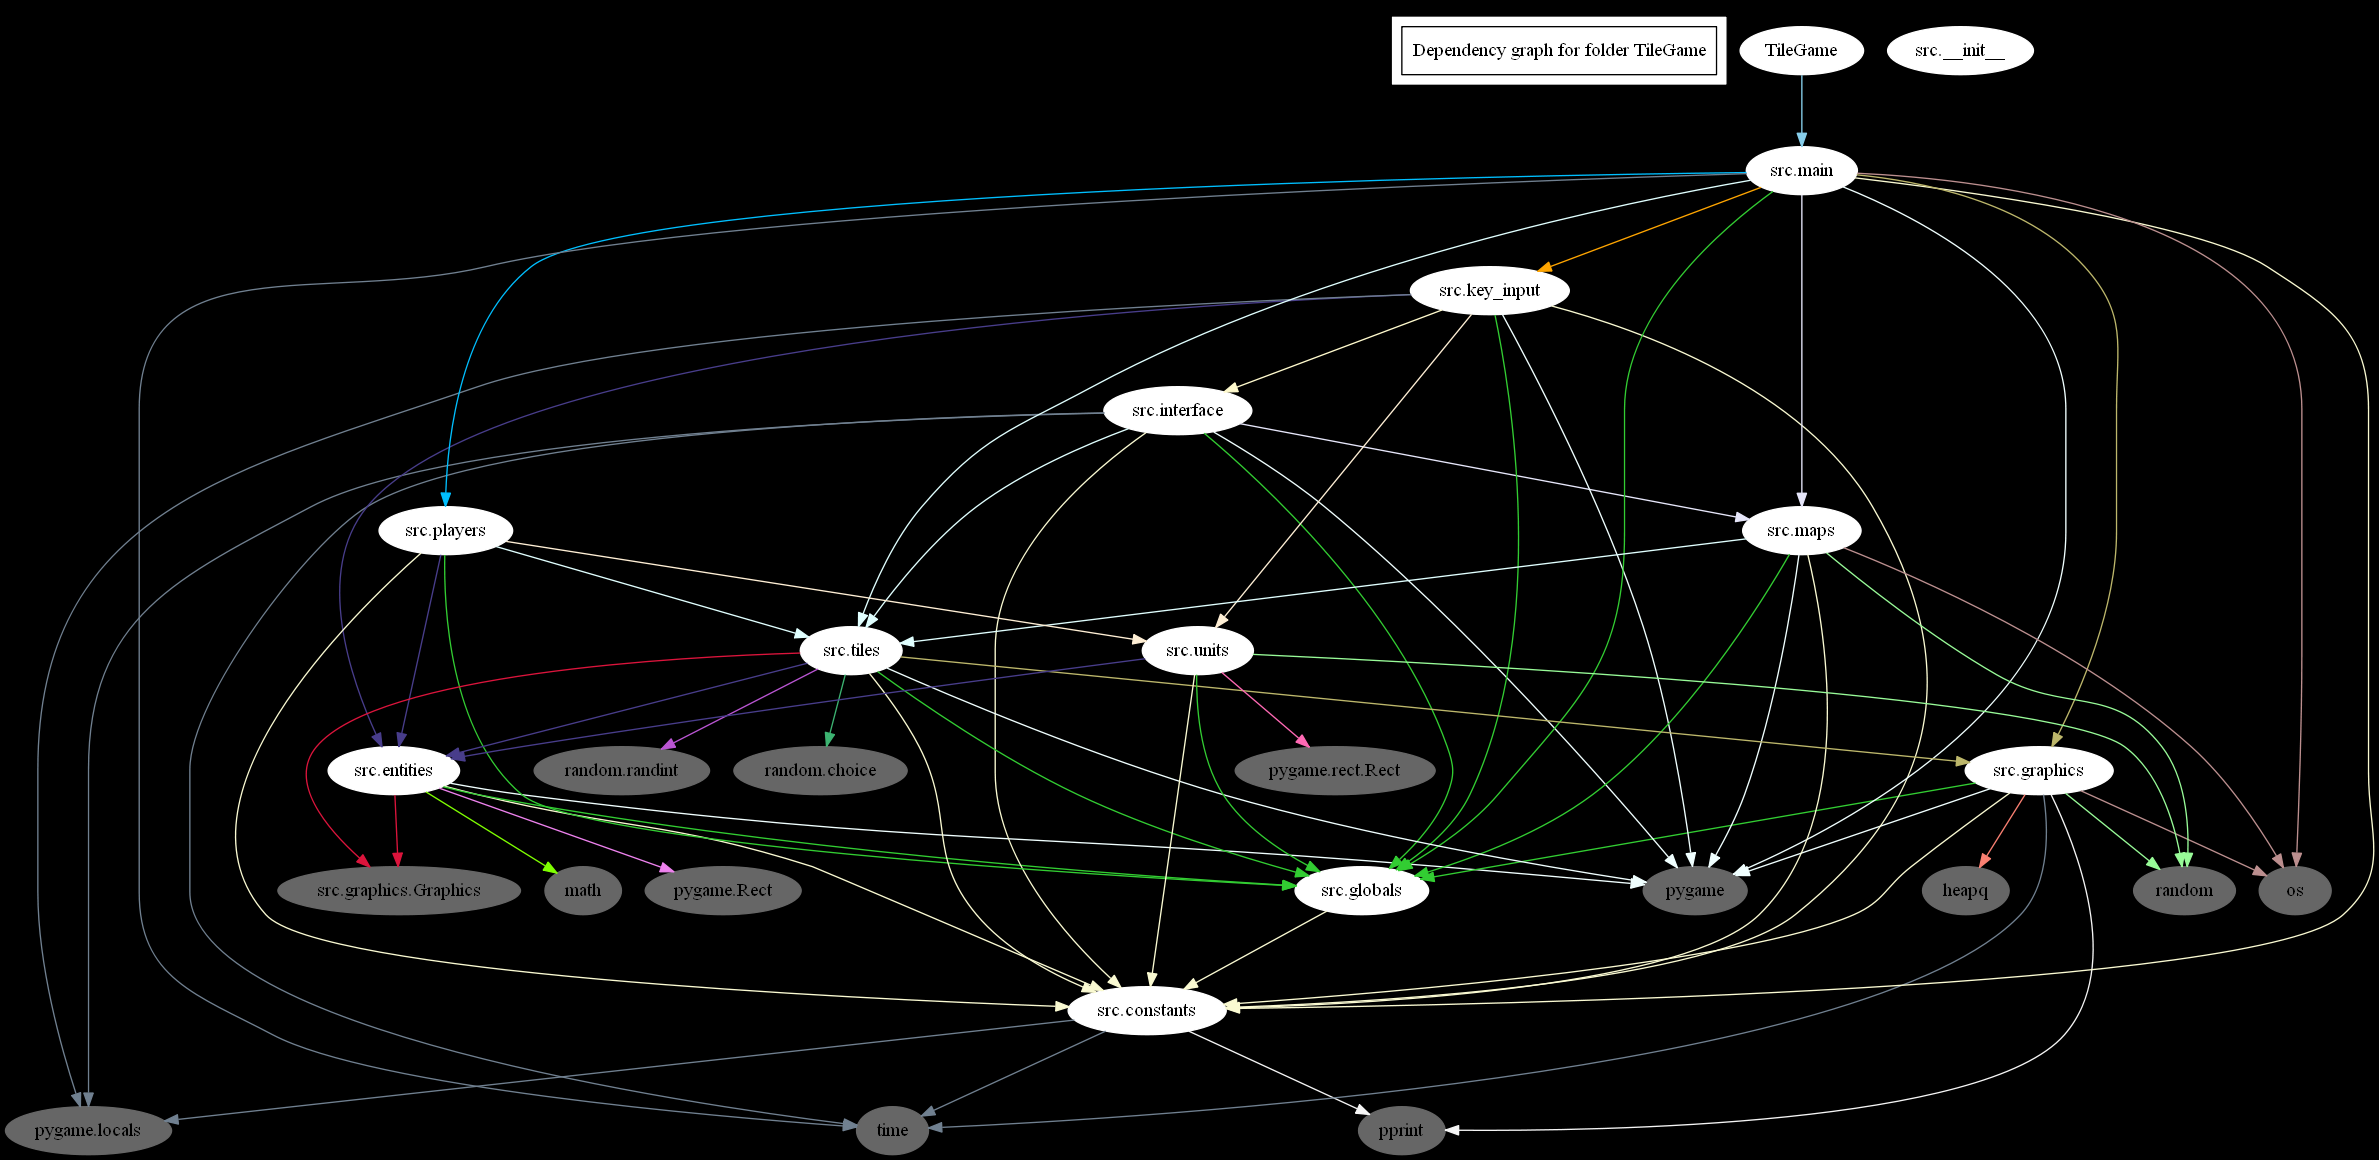 Dependency graph for folder TileGame
TileGame
src.__init__
src.main
src.key_input
src.interface
src.players
src.maps
src.tiles
src.units
src.entities
random.randint
random.choice
pygame.rect.Rect
src.graphics
src.graphics.Graphics
math
pygame.Rect
src.globals
pygame
heapq
random
os
src.constants
pygame.locals
time
pprint